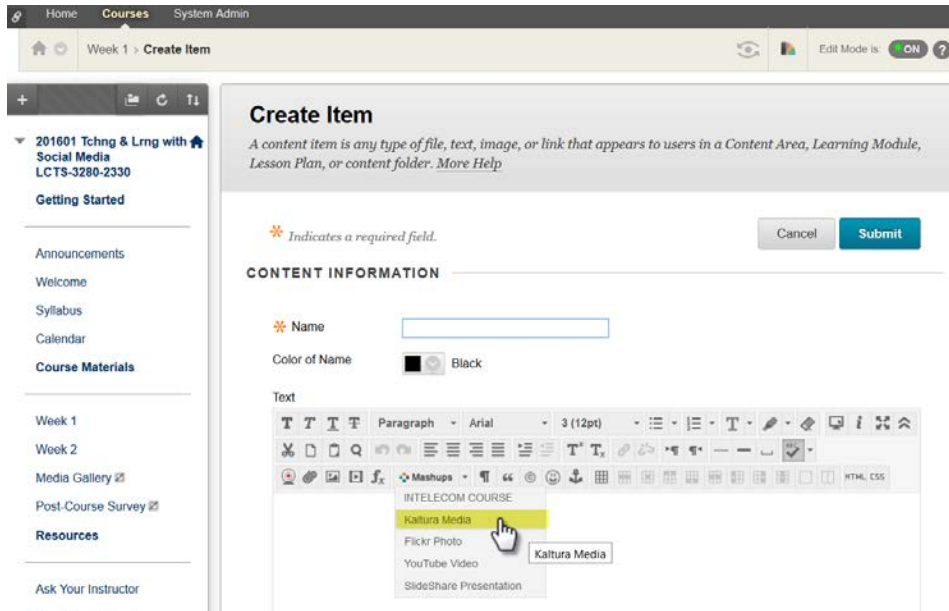 Home Courses System Admin
Week 1 > Create Item
Edit Mode is: ON ?
201601 Tchng & Lrng with
Social Media
LCTS-3280-2330
Getting Started
Announcements
Welcome
Syllabus
Calendar
Course Materials
Week 1
Week 2
Media Gallery
Post-Course Survey
Resources
Ask Your Instructor
Create Item
A content item is any type of file, text, image, or link that appears to users in a Content Area, Learning Module,
Lesson Plan, or content folder. More Help
Indicates a required field.
Cancel Submit
CONTENT INFORMATION
Name
Color of Name Black
Text
T T T T Paragraph Arial 3 (12pt) T i
Tx Tx ABC
fx Mashups ¶ “ © HTML CSS
INTELECOM COURSE
Kaltura Media
Flickr Photo
Kaltura Media
YouTube Video
SlideShare Presentation